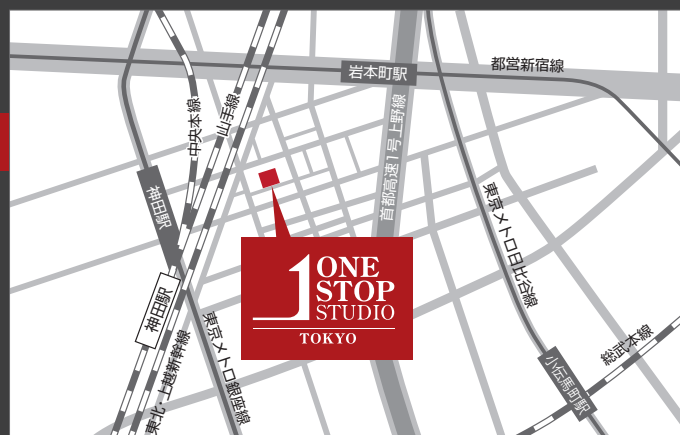 都営新宿線
岩本町駅
中央本線
山手線
首都高速1号上野線
神田駅
東京メトロ日比谷線
ONE
STOP
STUDIO
TOKYO
神田駅
東京メトロ銀座線
東北・上越新幹線
総武本線
小伝馬町駅